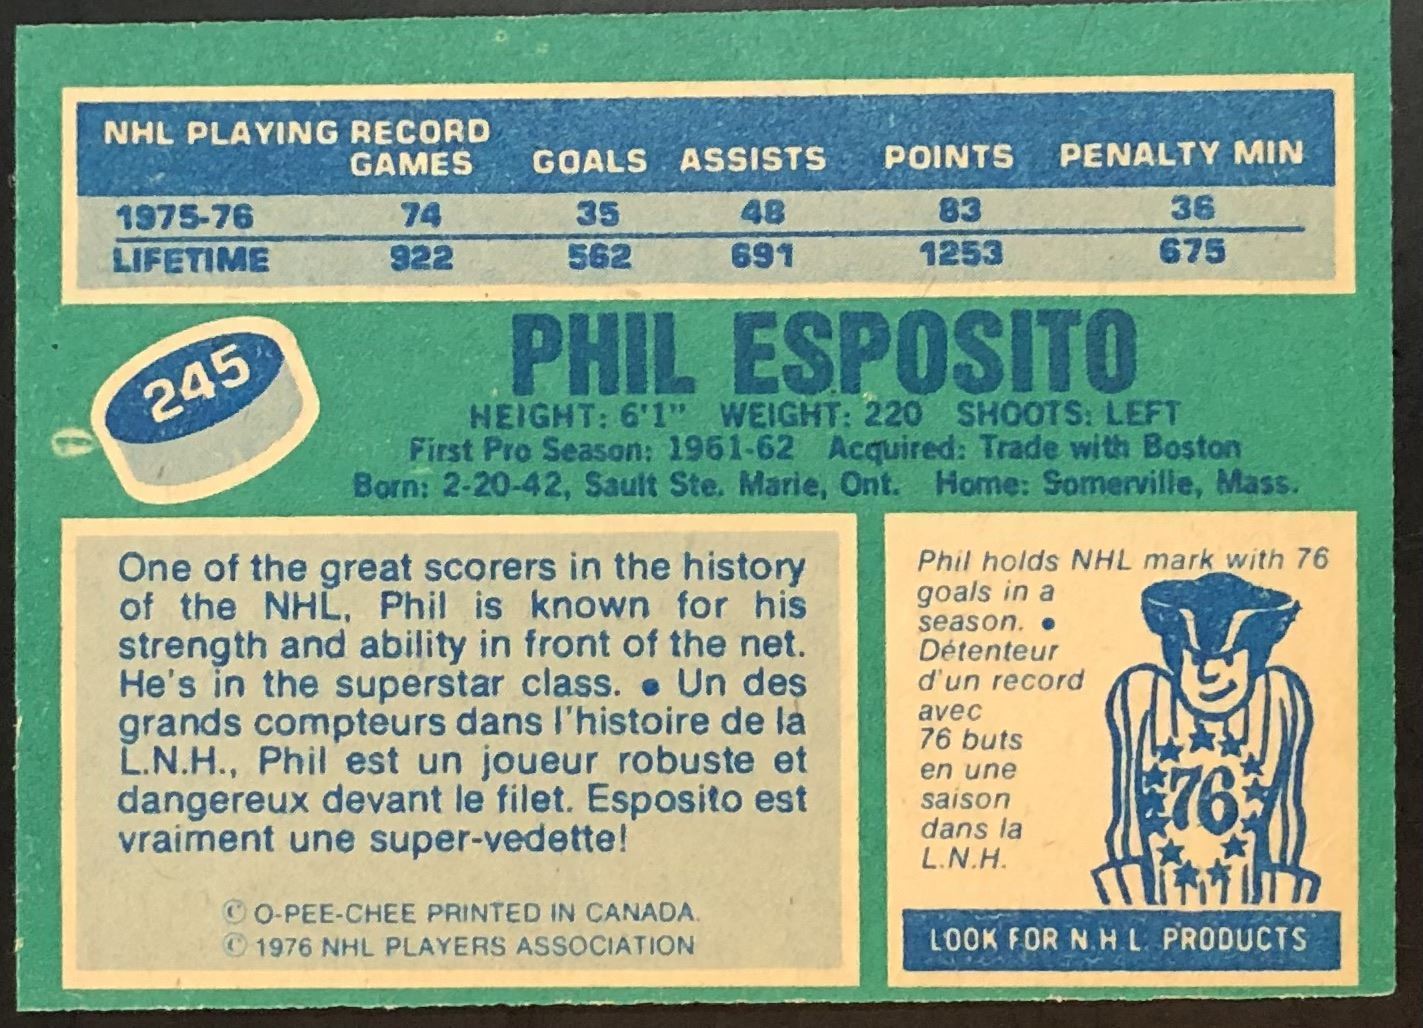 NHL PLAYING RECORD
GAMES GOALS ASSISTS POINTS PENALTY MIN
1975-76 74 35 48 83 36
LIFETIME 922 562 691 1253 675
245
PHIL ESPOSITO
HEIGHT: 6'1" WEIGHT: 220 SHOOTS: LEFT
First Pro Season: 1961-62 Acquired: Trade with Boston
Born: 2-20-42, Sault Ste. Marie, Ont. Home: Somerville, Mass.
One of the great scorers in the history
of the NHL, Phil is known for his
strength and ability in front of the net.
He's in the superstar class. • Un des
grands compteurs dans l'histoire de la
L.N.H., Phil est un joueur robuste et
dangereux devant le filet. Esposito est
vraiment une super-vedette!
© O-PEE-CHEE PRINTED IN CANADA.
© 1976 NHL PLAYERS ASSOCIATION
Phil holds NHL mark with 76
goals in a
season. •
Détenteur
d'un record
avec
76 buts
en une
saison
dans la
L.N.H.
76
LOOK FOR N.H.L. PRODUCTS